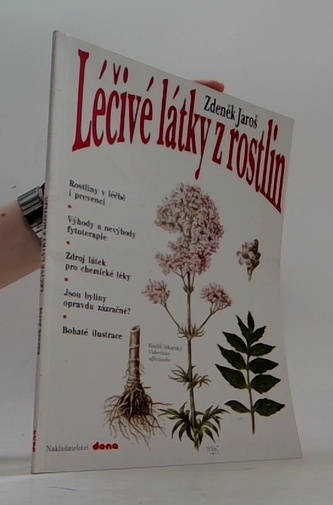 Zdeněk Jaroš
Léčivé látky z rostlin
Rostliny v léčbě
i prevenci
Výhody a nevýhody
fytoterapie
Zdroj látek
pro chemické léky
Jsou byliny
opravdu zázračné?
Bohaté ilustrace
Kozlík lékařský
Valeriana
officinalis
Nakladatelství dona
dona